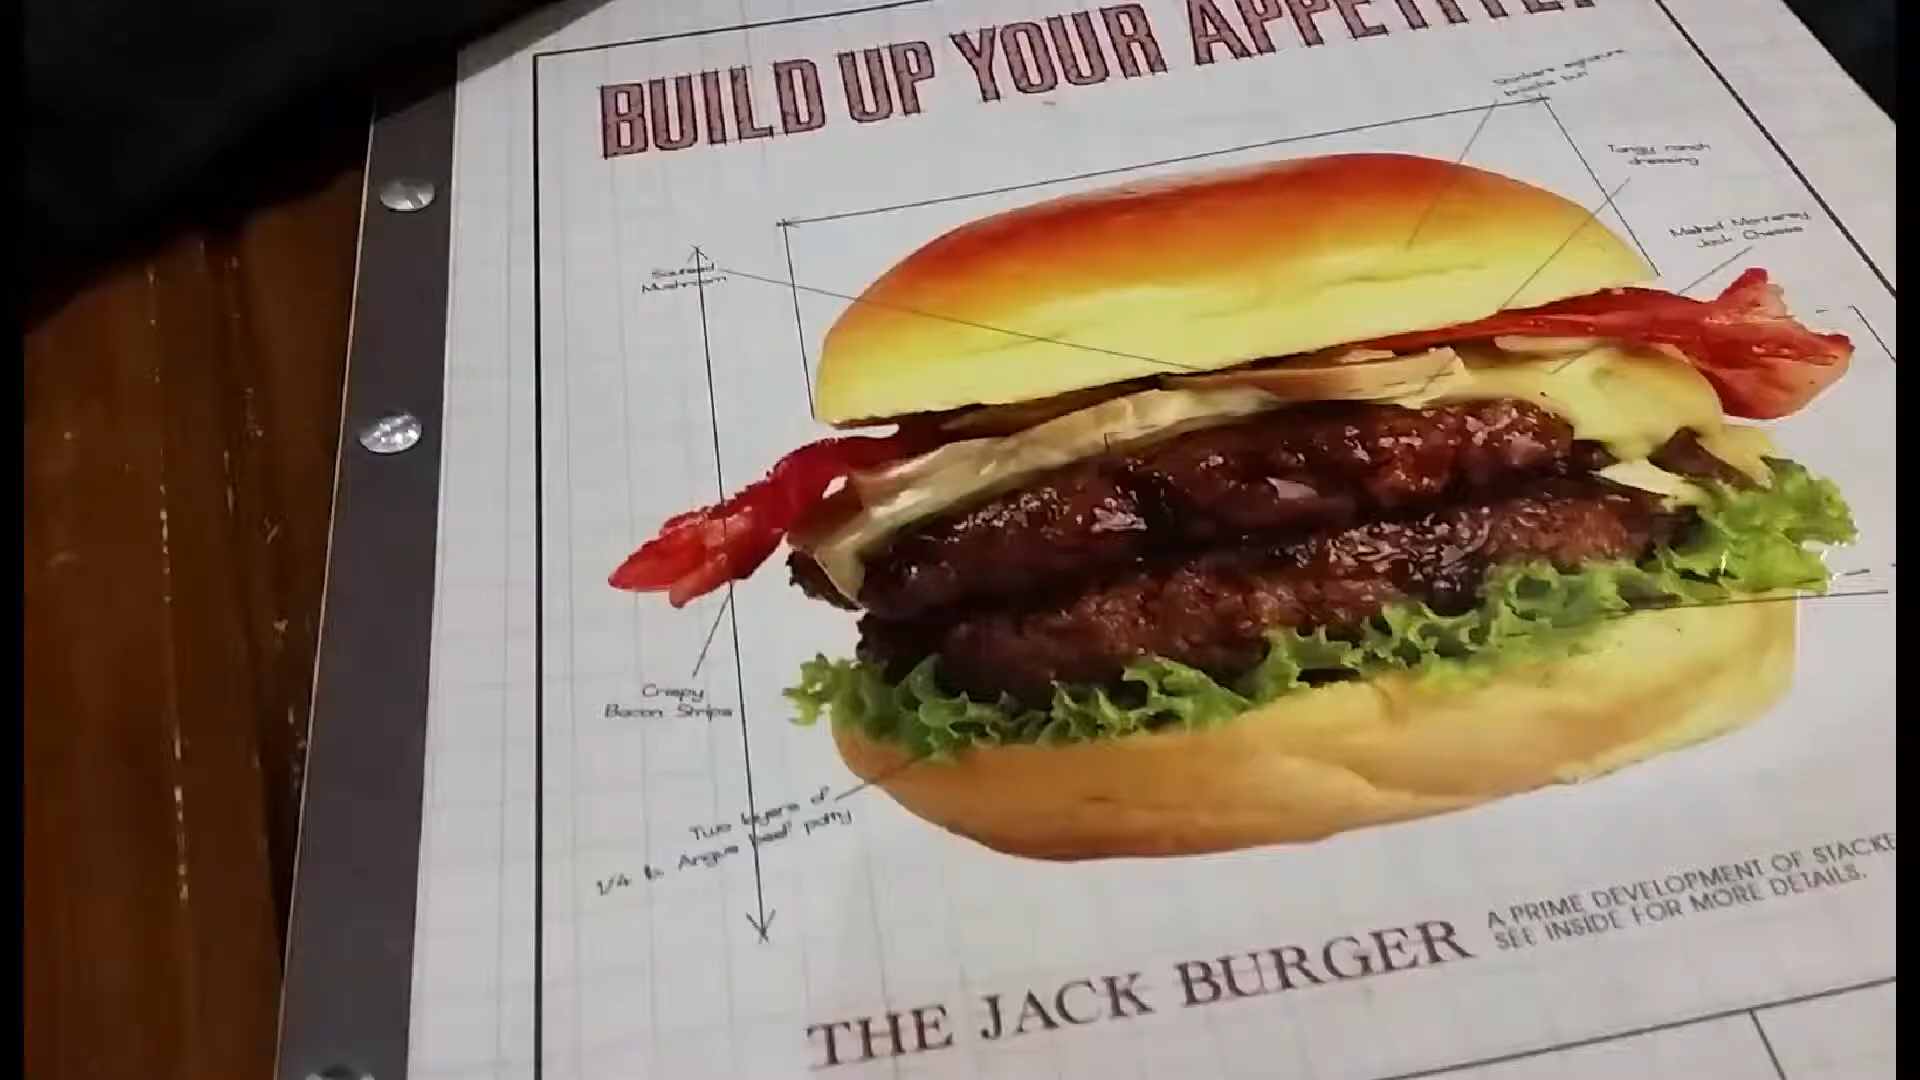 BUILD UP YOUR APPETITE!
Stackers signature
brioche bun
Tangy ranch
dressing
Melted Monterey
Jack Cheese
Sauteed
Mushroom
Crispy
Bacon Strips
Two layers of
1/4 lb Angus beef patty
THE JACK BURGER
A PRIME DEVELOPMENT OF STACKE
SEE INSIDE FOR MORE DETAILS.